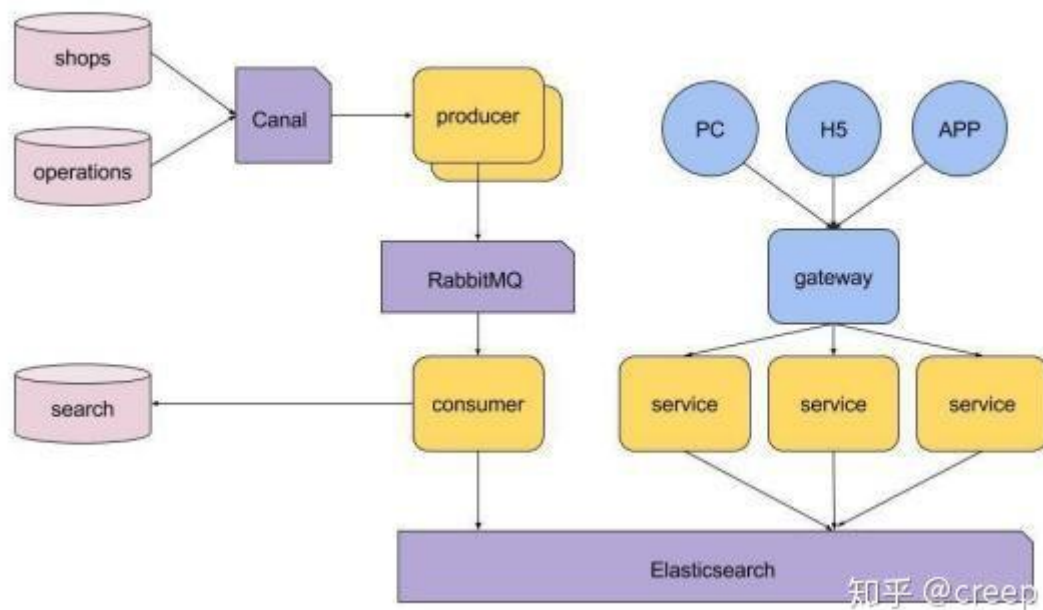 shops
Canal
producer
operations
PC
H5
APP
RabbitMQ
gateway
search
consumer
service
service
service
Elasticsearch
知乎 @creep